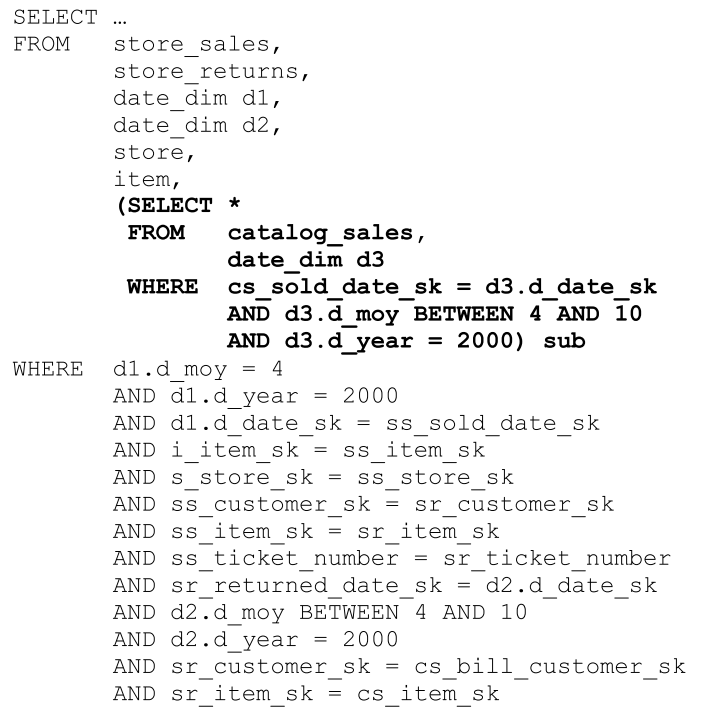 SELECT …
FROM store_sales,
store_returns,
date_dim d1,
date_dim d2,
store,
item,
(SELECT *
FROM catalog_sales,
date_dim d3
WHERE cs_sold_date_sk = d3.d_date_sk
AND d3.d_moy BETWEEN 4 AND 10
AND d3.d_year = 2000) sub
WHERE d1.d_moy = 4
AND d1.d_year = 2000
AND d1.d_date_sk = ss_sold_date_sk
AND i_item_sk = ss_item_sk
AND s_store_sk = ss_store_sk
AND ss_customer_sk = sr_customer_sk
AND ss_item_sk = sr_item_sk
AND ss_ticket_number = sr_ticket_number
AND sr_returned_date_sk = d2.d_date_sk
AND d2.d_moy BETWEEN 4 AND 10
AND d2.d_year = 2000
AND sr_customer_sk = cs_bill_customer_sk
AND sr_item_sk = cs_item_sk